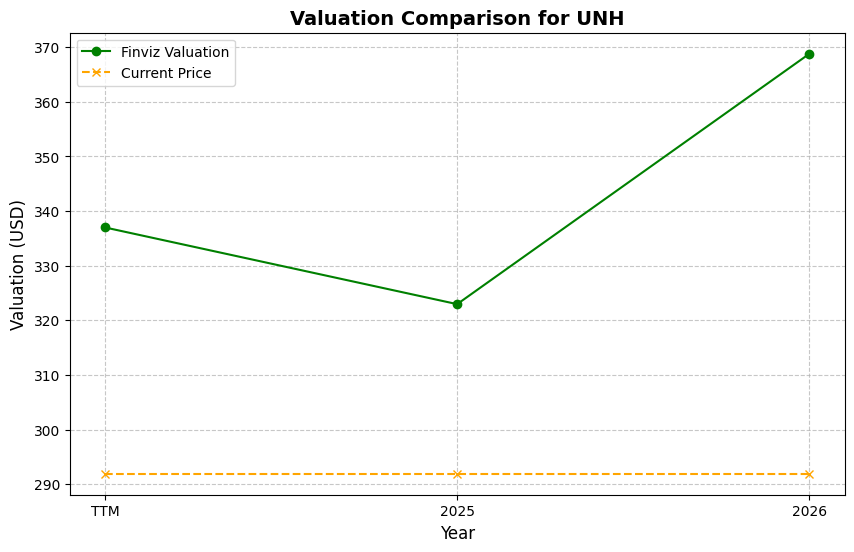 Valuation Comparison for UNH
Finviz Valuation
Current Price
370
360
350
340
330
320
310
300
290
Valuation (USD)
TTM
2025
2026
Year